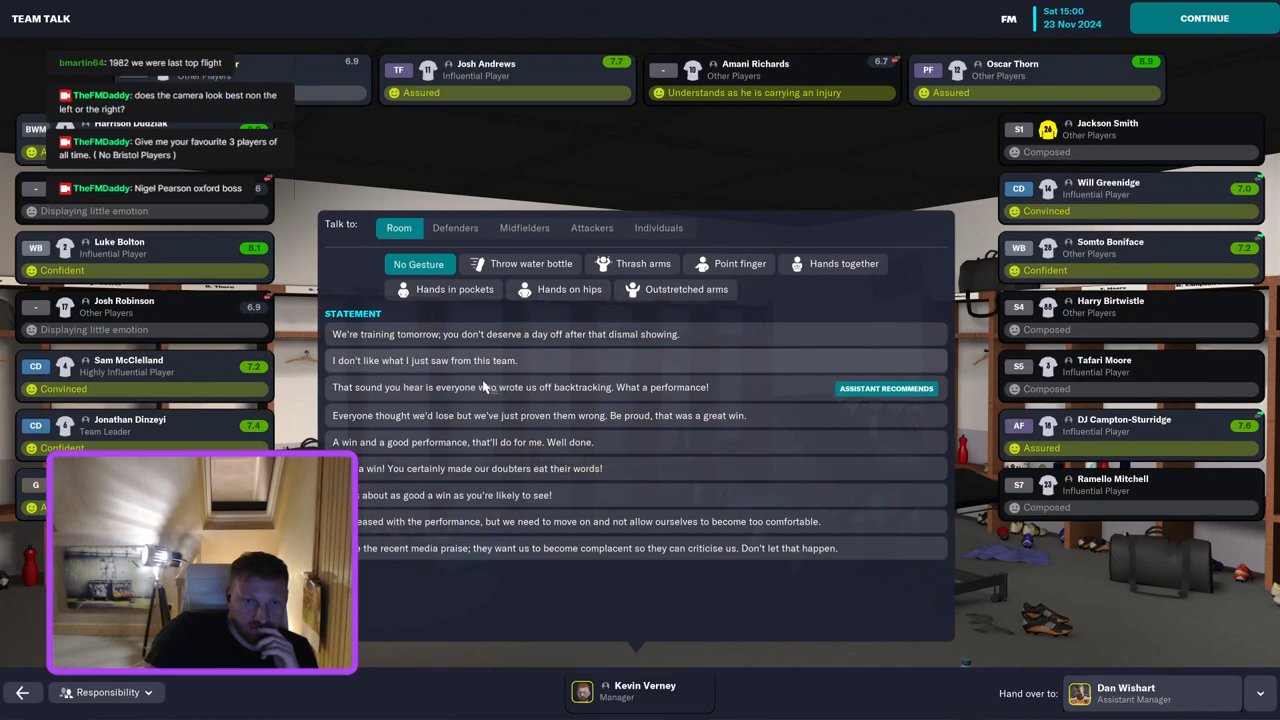 TEAM TALK
FM
Sat 15:00
23 Nov 2024
CONTINUE
bmartin64: 1982 we were last top flight
Other Players
6.9
TF
11
Josh Andrews
Influential Player
7.7
Assured
-
10
Amani Richards
Other Players
6.7
Understands as he is carrying an injury
PF
12
Oscar Thorn
Other Players
8.9
Assured
TheFMDaddy: does the camera look best non the
left or the right?
BWM
Harrison Dudziak
TheFMDaddy: Give me your favourite 3 players of
all time. ( No Bristol Players )
-
TheFMDaddy: Nigel Pearson oxford boss
6
Displaying little emotion
WB
2
Luke Bolton
Influential Player
8.1
Confident
-
17
Josh Robinson
Other Players
6.9
Displaying little emotion
CD
4
Sam McClelland
Highly Influential Player
7.2
Convinced
CD
6
Jonathan Dinzeyi
Team Leader
7.4
Confident
G
Talk to:
Room
Defenders
Midfielders
Attackers
Individuals
No Gesture
Throw water bottle
Thrash arms
Point finger
Hands together
Hands in pockets
Hands on hips
Outstretched arms
STATEMENT
We're training tomorrow; you don't deserve a day off after that dismal showing.
I don't like what I just saw from this team.
That sound you hear is everyone who wrote us off backtracking. What a performance!
ASSISTANT RECOMMENDS
Everyone thought we'd lose but we've just proven them wrong. Be proud, that was a great win.
A win and a good performance, that'll do for me. Well done.
a win! You certainly made our doubters eat their words!
about as good a win as you're likely to see!
eased with the performance, but we need to move on and not allow ourselves to become too comfortable.
e the recent media praise; they want us to become complacent so they can criticise us. Don't let that happen.
S1
26
Jackson Smith
Other Players
Composed
CD
14
Will Greenidge
Influential Player
7.0
Convinced
WB
Somto Boniface
Other Players
7.2
Confident
S4
Harry Birtwistle
Other Players
Composed
S5
Tafari Moore
Influential Player
Composed
AF
DJ Campton-Sturridge
Influential Player
7.6
Assured
S7
23
Ramello Mitchell
Influential Player
Composed
Responsibility
Kevin Verney
Manager
Hand over to:
Dan Wishart
Assistant Manager